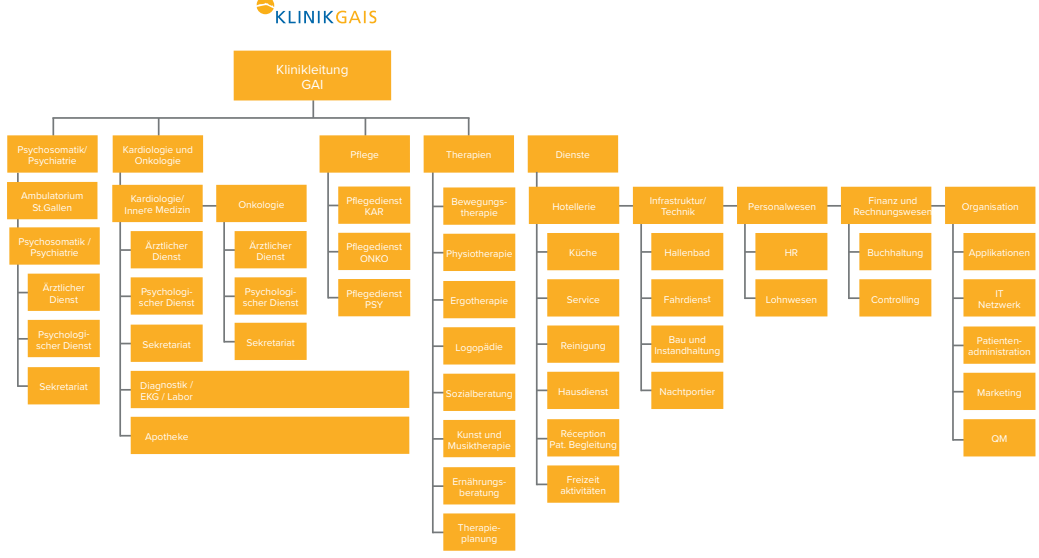 KLINIKGAIS
Klinikleitung
GAI
Psychosomatik/
Psychiatrie
Ambulatorium
St.Gallen
Psychosomatik /
Psychiatrie
Ärztlicher
Dienst
Psychologi-
scher Dienst
Sekretariat
Kardiologie und
Onkologie
Kardiologie/
Innere Medizin
Ärztlicher
Dienst
Psychologi-
scher Dienst
Sekretariat
Diagnostik /
EKG / Labor
Apotheke
Onkologie
Ärztlicher
Dienst
Psychologi-
scher Dienst
Sekretariat
Pflege
Pflegedienst
KAR
Pflegedienst
ONKO
Pflegedienst
PSY
Therapien
Bewegungs-
therapie
Physiotherapie
Ergotherapie
Logopädie
Sozialberatung
Kunst und
Musiktherapie
Ernährungs-
beratung
Therapie-
planung
Dienste
Hotellerie
Küche
Service
Reinigung
Hausdienst
Réception
Pat. Begleitung
Freizeit
aktivitäten
Infrastruktur/
Technik
Hallenbad
Fahrdienst
Bau und
Instandhaltung
Nachtportier
Personalwesen
HR
Lohnwesen
Finanz und
Rechnungswesen
Buchhaltung
Controlling
Organisation
Applikationen
IT
Netzwerk
Patienten-
administration
Marketing
QM